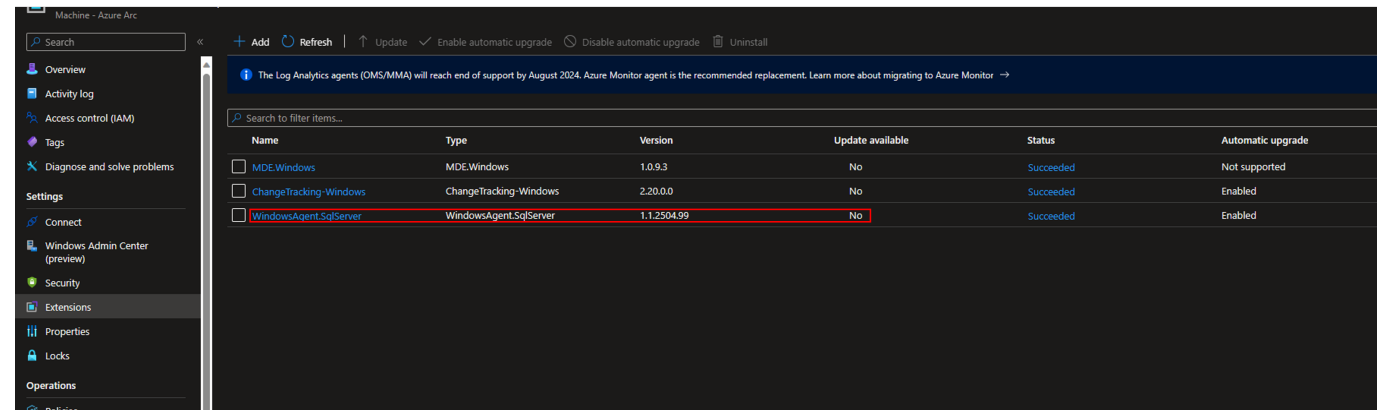 Machine - Azure Arc
Search
«
Add Refresh Update Enable automatic upgrade Disable automatic upgrade Uninstall
Overview
The Log Analytics agents (OMS/MMA) will reach end of support by August 2024. Azure Monitor agent is the recommended replacement. Learn more about migrating to Azure Monitor →
Activity log
Access control (IAM)
Search to filter items...
Tags
Name Type Version Update available Status Automatic upgrade
Diagnose and solve problems
MDE.Windows MDE.Windows 1.0.9.3 No Succeeded Not supported
ChangeTracking-Windows ChangeTracking-Windows 2.20.0.0 No Succeeded Enabled
Settings
WindowsAgent.SqlServer WindowsAgent.SqlServer 1.1.2504.99 No Succeeded Enabled
Connect
Windows Admin Center
(preview)
Security
Extensions
Properties
Locks
Operations
Policies